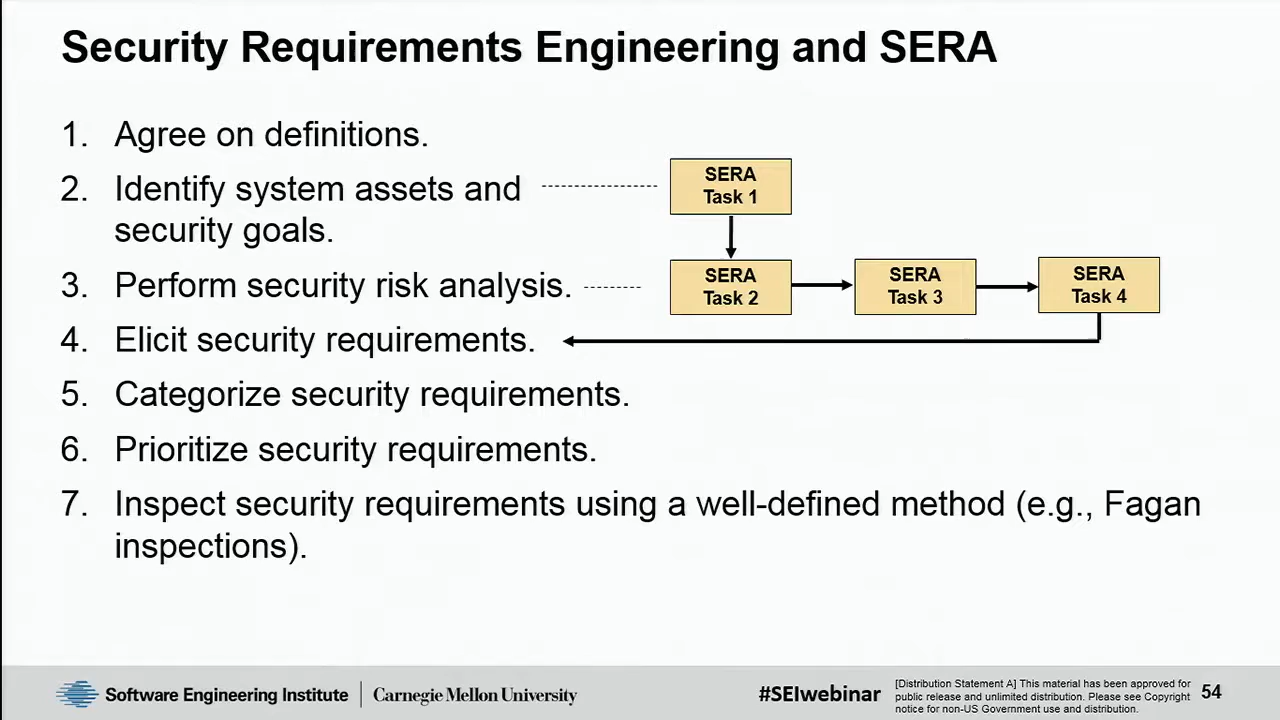 Security Requirements Engineering and SERA
1. Agree on definitions.
2. Identify system assets and
security goals.
3. Perform security risk analysis.
4. Elicit security requirements.
5. Categorize security requirements.
6. Prioritize security requirements.
7. Inspect security requirements using a well-defined method (e.g., Fagan
inspections).
SERA
Task 1
SERA
Task 2
SERA
Task 3
SERA
Task 4
Software Engineering Institute
Carnegie Mellon University
#SEIwebinar
[Distribution Statement A] This material has been approved for
public release and unlimited distribution. Please see Copyright
notice for non-US Government use and distribution.
54